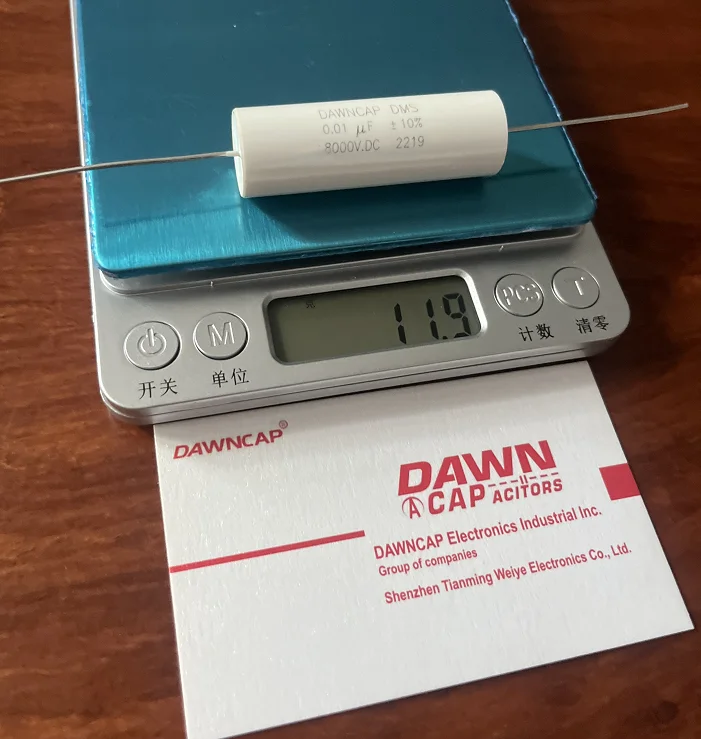 DAWNCAP DMS
0.01 μF ±10%
8000V.DC 2219
克
11.9
M
PCS
T
开关
单位
计数
清零
DAWNCAP®
DAWN
CAP ACITORS
DAWNCAP Electronics Industrial Inc.
Group of companies
Shenzhen Tianming Weiye Electronics Co., Ltd.